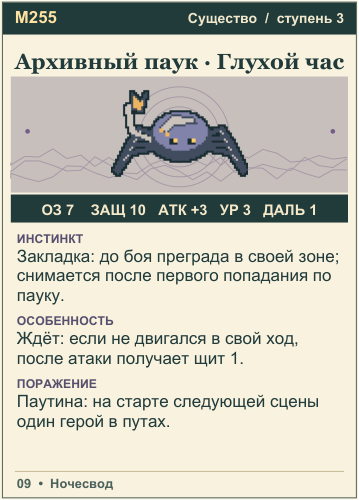 M255
Существо / ступень 3
Архивный паук · Глухой час
ОЗ 7 ЗАЩ 10 АТК +3 УР 3 ДАЛЬ 1
ИНСТИНКТ
Закладка: до боя преграда в своей зоне;
снимается после первого попадания по
пауку.
ОСОБЕННОСТЬ
Ждёт: если не двигался в свой ход,
после атаки получает щит 1.
ПОРАЖЕНИЕ
Паутина: на старте следующей сцены
один герой в путах.
09 • Ночесвод